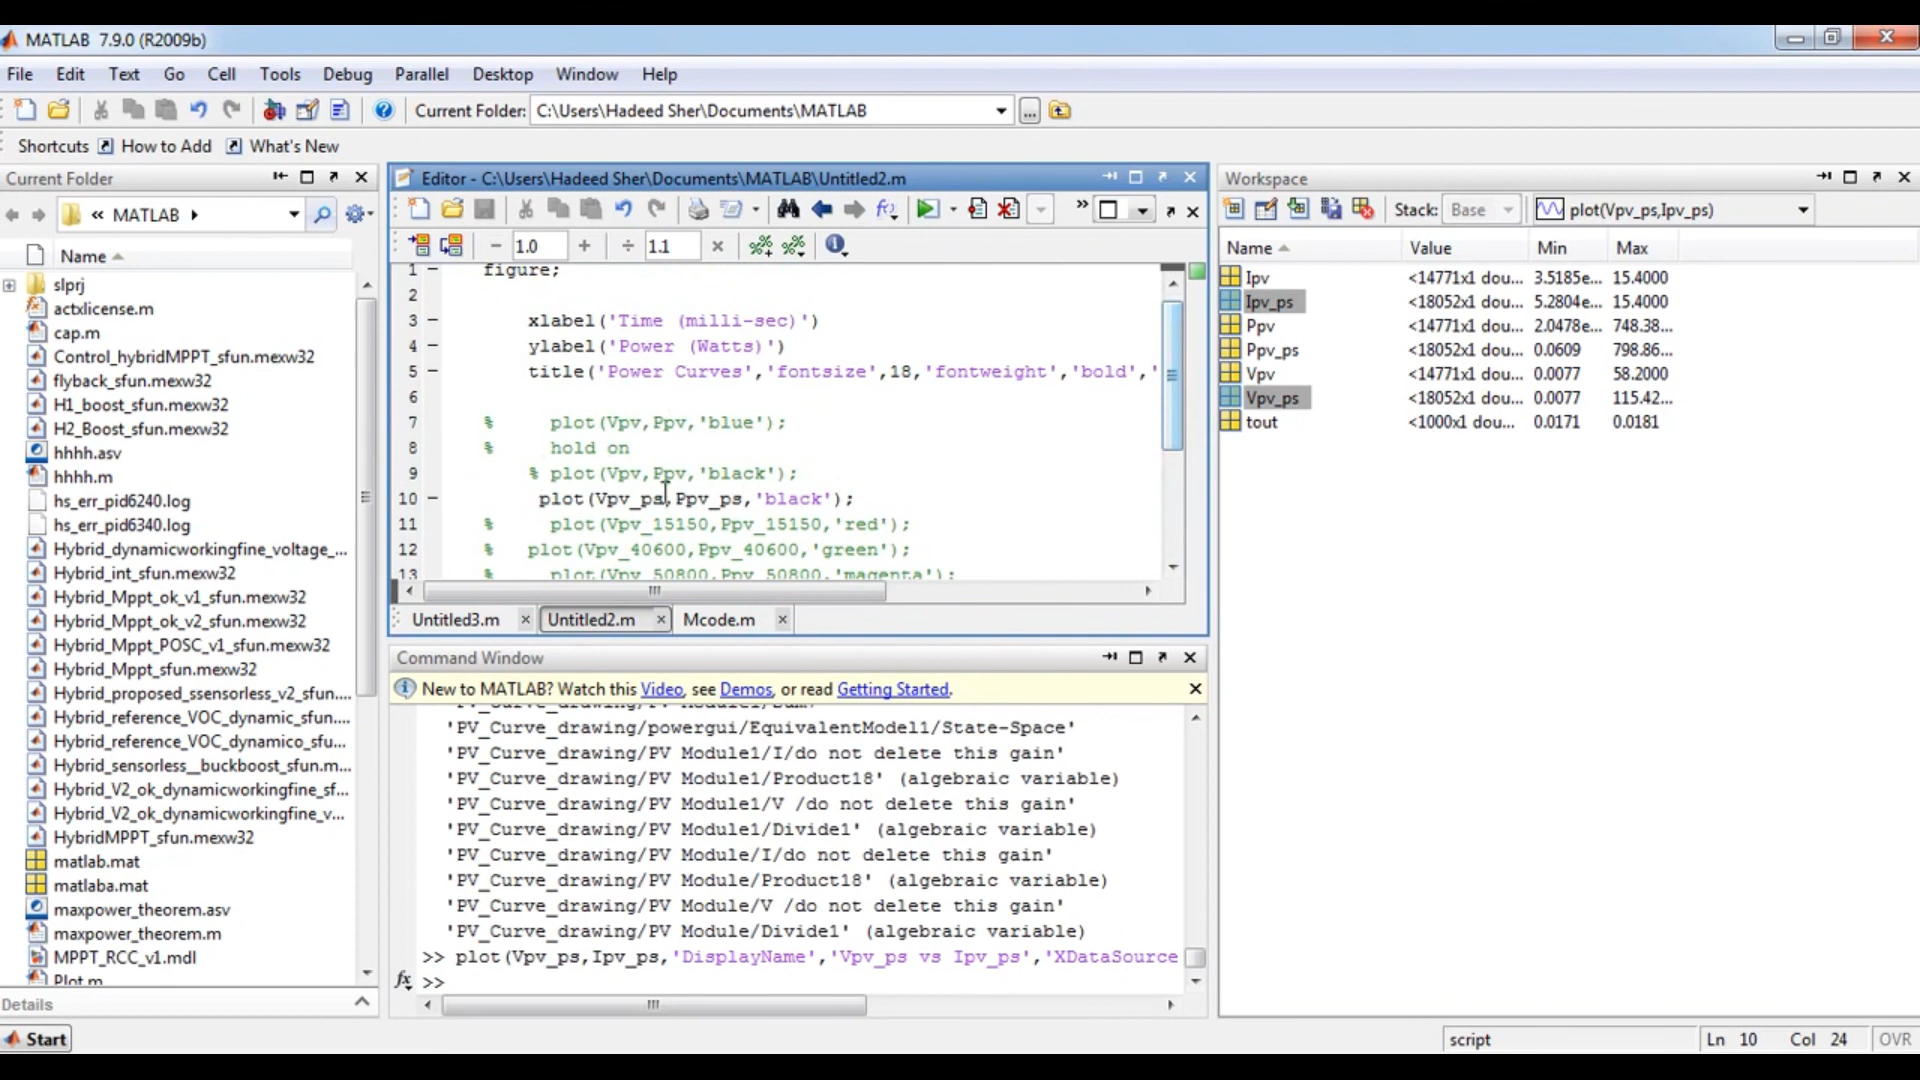 MATLAB 7.9.0 (R2009b)
File Edit Text Go Cell Tools Debug Parallel Desktop Window Help
Current Folder: C:\Users\Hadeed Sher\Documents\MATLAB ...
Shortcuts How to Add What's New
Current Folder
« MATLAB
Name
slprj
actxlicense.m
cap.m
Control_hybridMPPT_sfun.mexw32
flyback_sfun.mexw32
H1_boost_sfun.mexw32
H2_Boost_sfun.mexw32
hhhh.asv
hhhh.m
hs_err_pid6240.log
hs_err_pid6340.log
Hybrid_dynamicworkingfine_voltage_...
Hybrid_int_sfun.mexw32
Hybrid_Mppt_ok_v1_sfun.mexw32
Hybrid_Mppt_ok_v2_sfun.mexw32
Hybrid_Mppt_POSC_v1_sfun.mexw32
Hybrid_Mppt_sfun.mexw32
Hybrid_proposed_ssensorless_v2_sfun....
Hybrid_reference_VOC_dynamic_sfun....
Hybrid_reference_VOC_dynamico_sfu...
Hybrid_sensorless__buckboost_sfun.m...
Hybrid_V2_ok_dynamicworkingfine_sf...
Hybrid_V2_ok_dynamicworkingfine_v...
HybridMPPT_sfun.mexw32
matlab.mat
matlaba.mat
maxpower_theorem.asv
maxpower_theorem.m
MPPT_RCC_v1.mdl
Plot.m
Details
Start
Editor - C:\Users\Hadeed Sher\Documents\MATLAB\Untitled2.m
»
− 1.0 + ÷ 1.1 ×
1 − figure;
2
3 − xlabel('Time (milli-sec)')
4 − ylabel('Power (Watts)')
5 − title('Power Curves','fontsize',18,'fontweight','bold','
6
7 % plot(Vpv,Ppv,'blue');
8 % hold on
9 % plot(Vpv,Ppv,'black');
10 − plot(Vpv_ps,Ppv_ps,'black');
11 % plot(Vpv_15150,Ppv_15150,'red');
12 % plot(Vpv_40600,Ppv_40600,'green');
13 % plot(Vpv_50800,Ppv_50800,'magenta');
Untitled3.m × Untitled2.m × Mcode.m ×
Command Window
New to MATLAB? Watch this Video, see Demos, or read Getting Started.
'PV_Curve_drawing/powergui/EquivalentModel1/State-Space'
'PV_Curve_drawing/PV Module1/I/do not delete this gain'
'PV_Curve_drawing/PV Module1/Product18' (algebraic variable)
'PV_Curve_drawing/PV Module1/V /do not delete this gain'
'PV_Curve_drawing/PV Module1/Divide1' (algebraic variable)
'PV_Curve_drawing/PV Module/I/do not delete this gain'
'PV_Curve_drawing/PV Module/Product18' (algebraic variable)
'PV_Curve_drawing/PV Module/V /do not delete this gain'
'PV_Curve_drawing/PV Module/Divide1' (algebraic variable)
>> plot(Vpv_ps,Ipv_ps,'DisplayName','Vpv_ps vs Ipv_ps','XDataSource
fx >>
Workspace
Stack: Base plot(Vpv_ps,Ipv_ps)
Name Value Min Max
Ipv <14771x1 dou... 3.5185e... 15.4000
Ipv_ps <18052x1 dou... 5.2804e... 15.4000
Ppv <14771x1 dou... 2.0478e... 748.38...
Ppv_ps <18052x1 dou... 0.0609 798.86...
Vpv <14771x1 dou... 0.0077 58.2000
Vpv_ps <18052x1 dou... 0.0077 115.42...
tout <1000x1 dou... 0.0171 0.0181
script Ln 10 Col 24 OVR